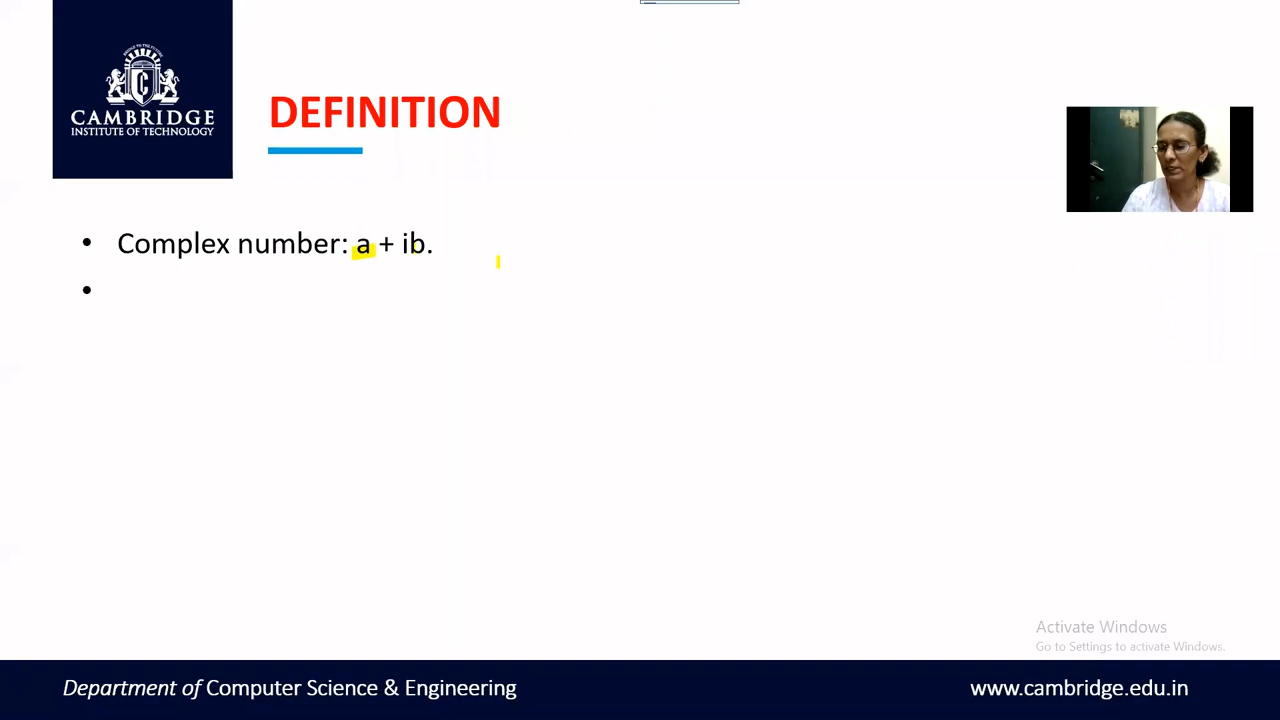 CAMBRIDGE
INSTITUTE OF TECHNOLOGY
DEFINITION
• Complex number: a + ib.
•
Activate Windows
Go to Settings to activate Windows.
Department of Computer Science & Engineering
www.cambridge.edu.in